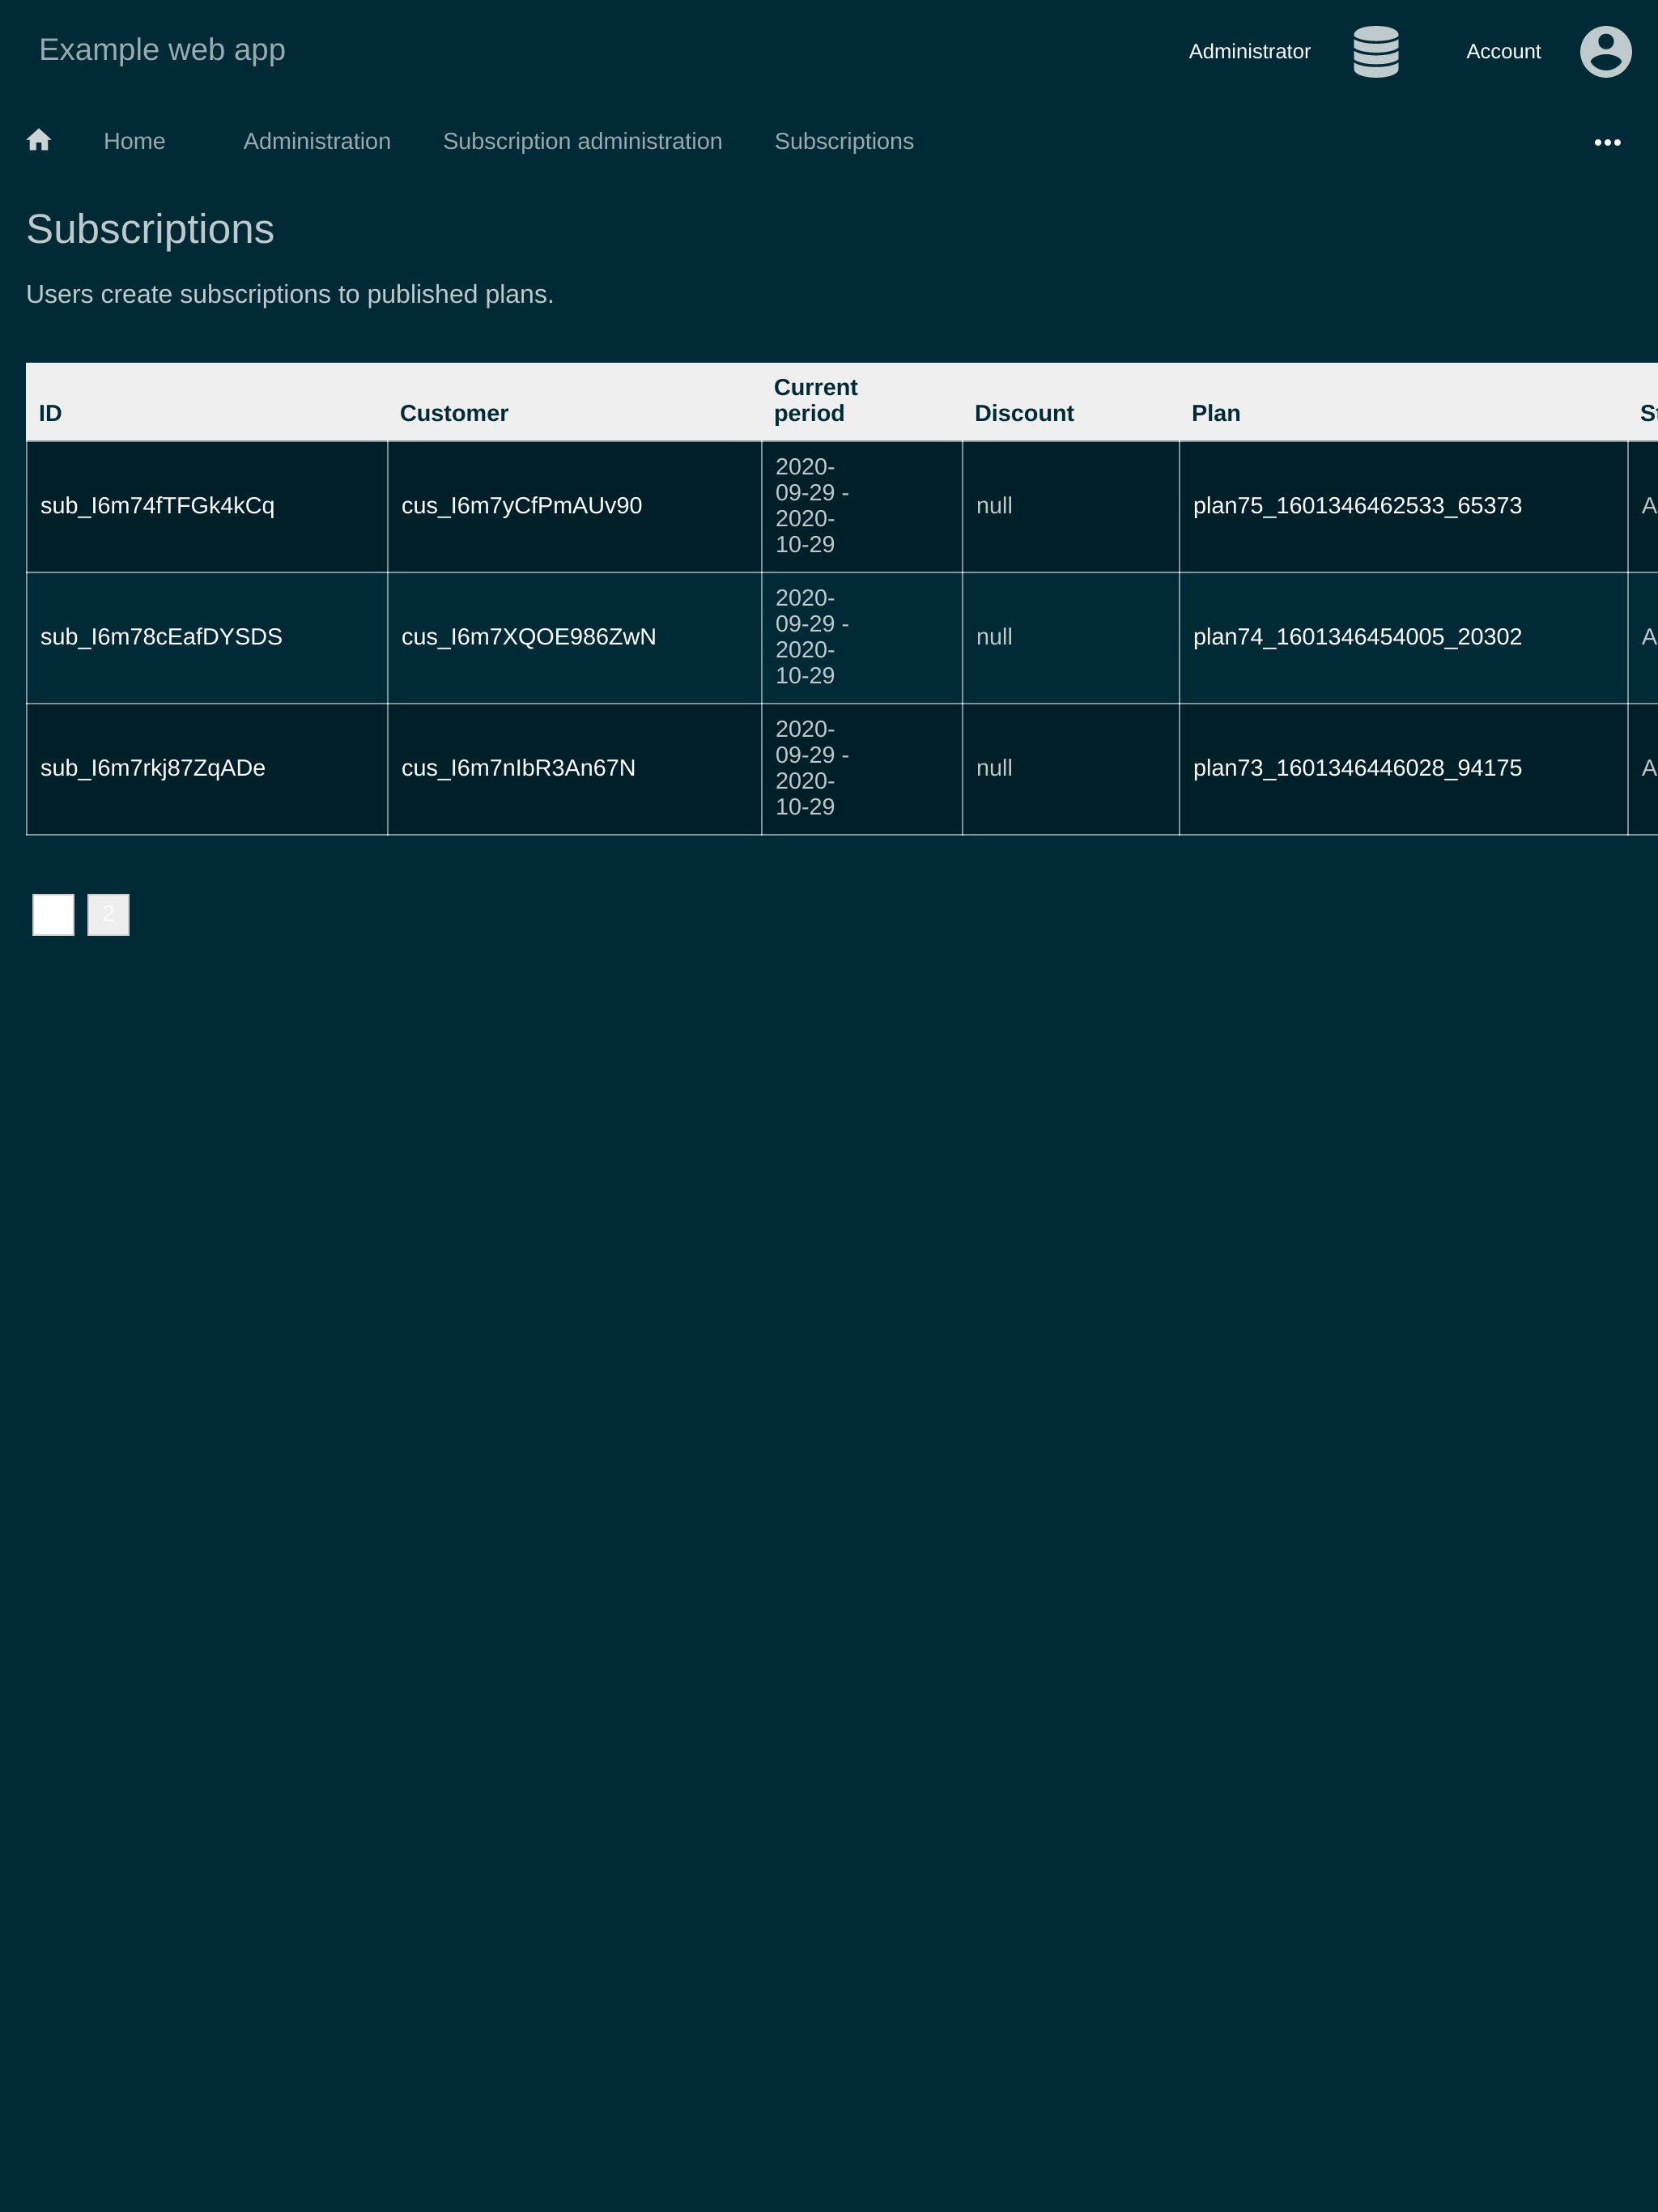 Example web app
Administrator
Account
Home
Administration
Subscription administration
Subscriptions
Subscriptions
Users create subscriptions to published plans.
ID
Customer
Current
period
Discount
Plan
sub_I6m74fTFGk4kCq
cus_I6m7yCfPmAUv90
2020-
09-29 -
2020-
10-29
null
plan75_1601346462533_65373
A
sub_I6m78cEafDYSDS
cus_I6m7XQOE986ZwN
2020-
09-29 -
2020-
10-29
null
plan74_1601346454005_20302
A
sub_I6m7rkj87ZqADe
cus_I6m7nIbR3An67N
2020-
09-29 -
2020-
10-29
null
plan73_1601346446028_94175
A
2